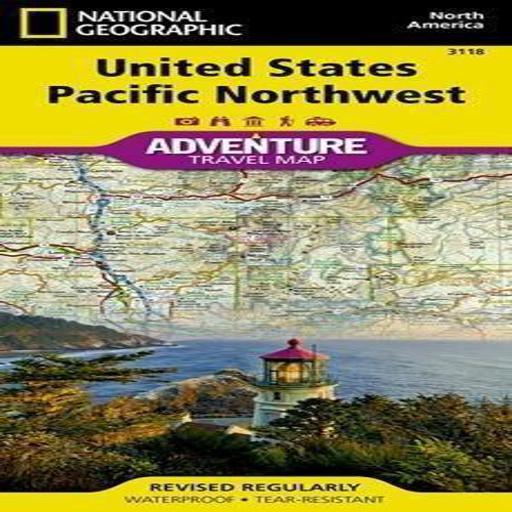 NATIONAL
GEOGRAPHIC
North
America
3118
United States
Pacific Northwest
ADVENTURE
TRAVEL MAP
REVISED REGULARLY
WATERPROOF • TEAR-RESISTANT